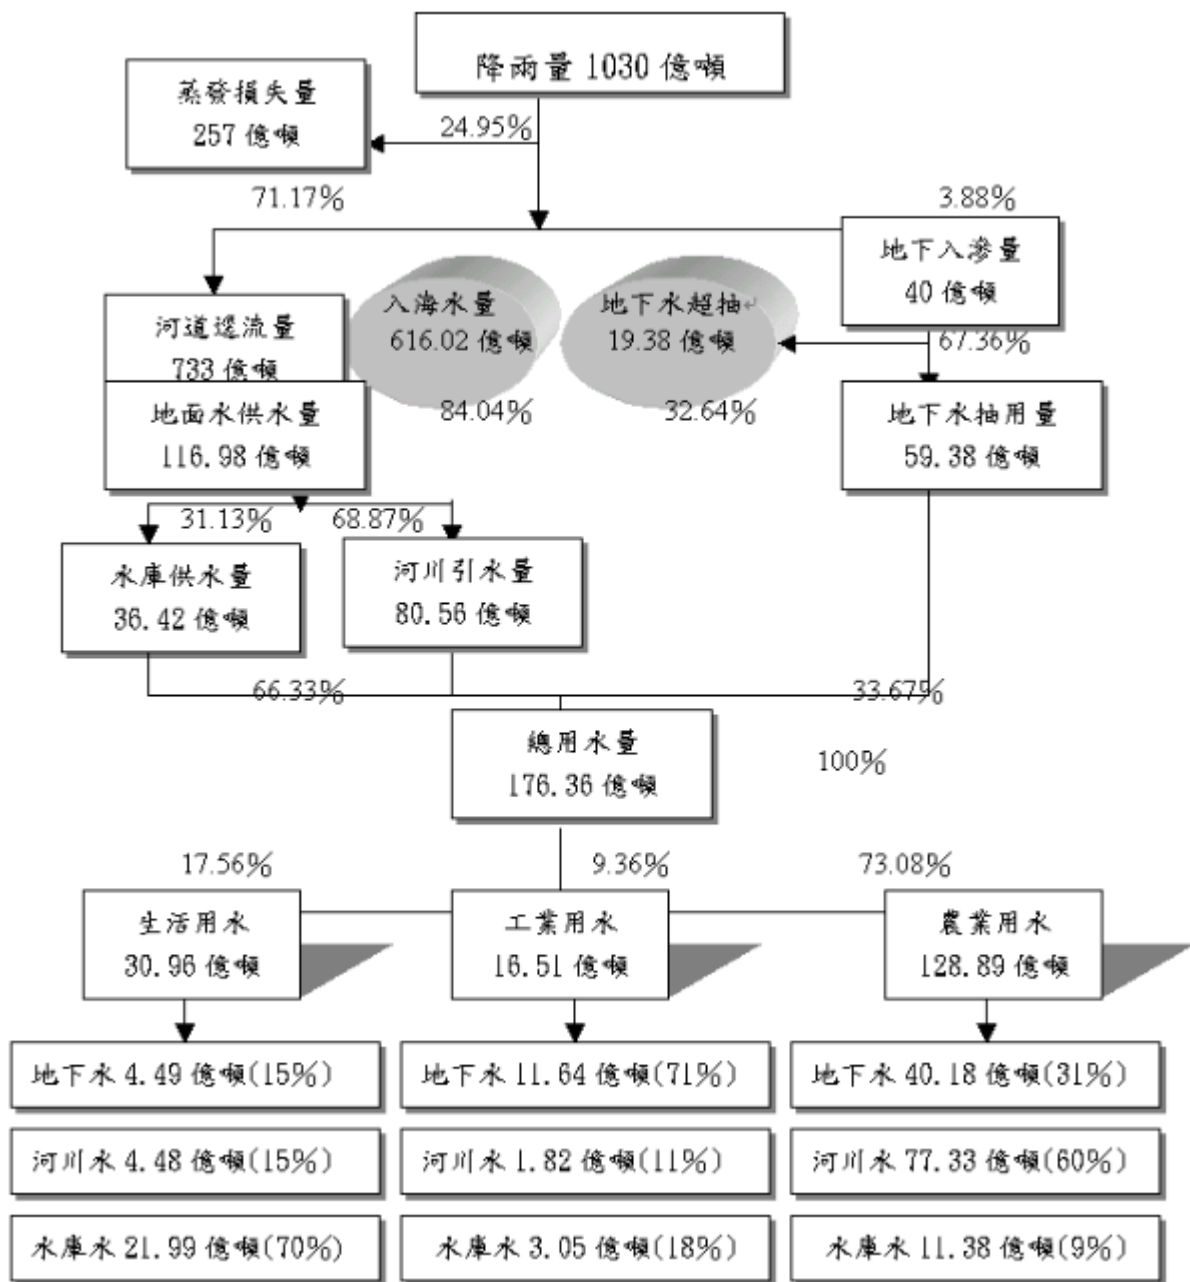 降雨量 1030 億噸
蒸發損失量
257 億噸
24.95%
71.17%
3.88%
地下入滲量
40 億噸
河道逕流量
733 億噸
入海水量
616.02 億噸
地下水超抽
19.38 億噸
67.36%
84.04%
32.64%
地面水供水量
116.98 億噸
地下水抽用量
59.38 億噸
31.13%
68.87%
水庫供水量
36.42 億噸
河川引水量
80.56 億噸
66.33%
33.67%
總用水量
176.36 億噸
100%
17.56%
9.36%
73.08%
生活用水
30.96 億噸
工業用水
16.51 億噸
農業用水
128.89 億噸
地下水 4.49 億噸(15%)
地下水 11.64 億噸(71%)
地下水 40.18 億噸(31%)
河川水 4.48 億噸(15%)
河川水 1.82 億噸(11%)
河川水 77.33 億噸(60%)
水庫水 21.99 億噸(70%)
水庫水 3.05 億噸(18%)
水庫水 11.38 億噸(9%)